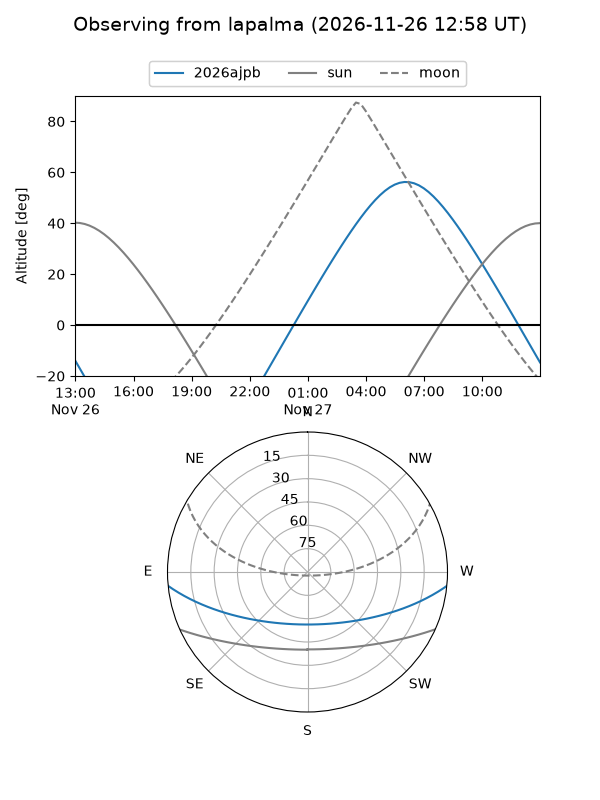 Observing from lapalma (2026-11-26 12:58 UT)
2026ajpb sun moon
Altitude [deg]
80
60
40
20
0
−20
13:00 16:00 19:00 22:00 01:00 04:00 07:00 10:00
Nov 26 Nov 27
N
NE NW
15
30
45
60
75
E W
SE SW
S